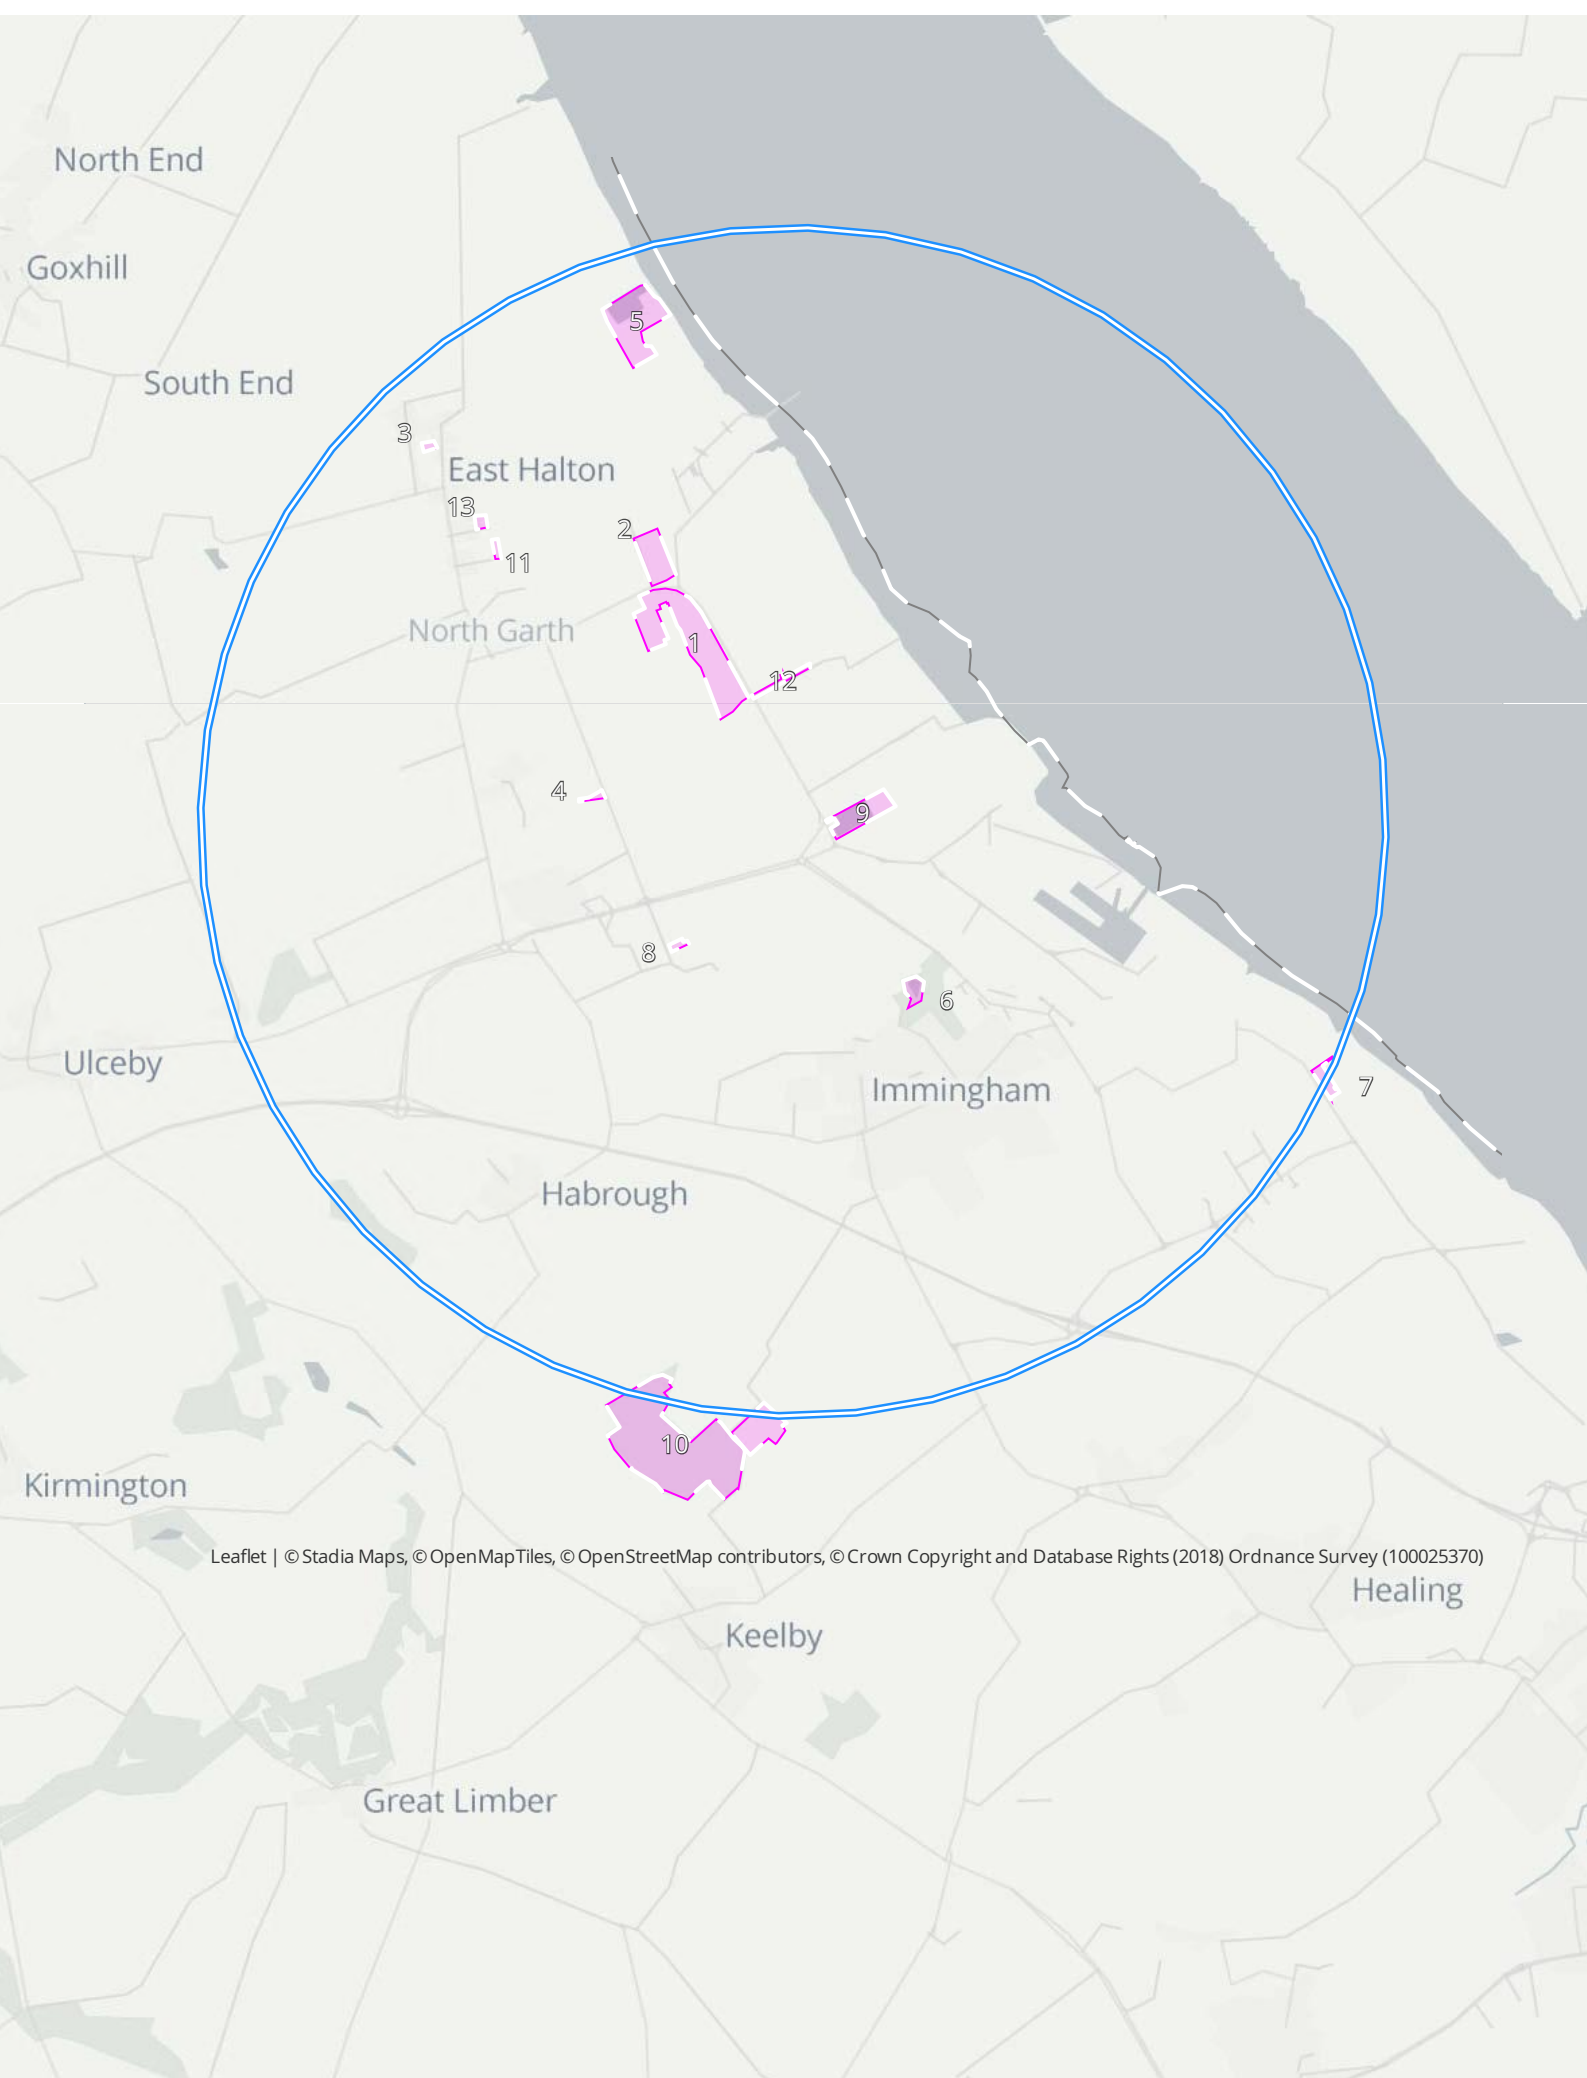 North End
Goxhill
5
South End
3
East Halton
13
2
11
North Garth
1
12
4
9
8
6
Ulceby
Immingham
7
Habrough
10
Kirmington
Leaflet | © Stadia Maps, © OpenMapTiles, © OpenStreetMap contributors, © Crown Copyright and Database Rights (2018) Ordnance Survey (100025370)
Healing
Keelby
Great Limber